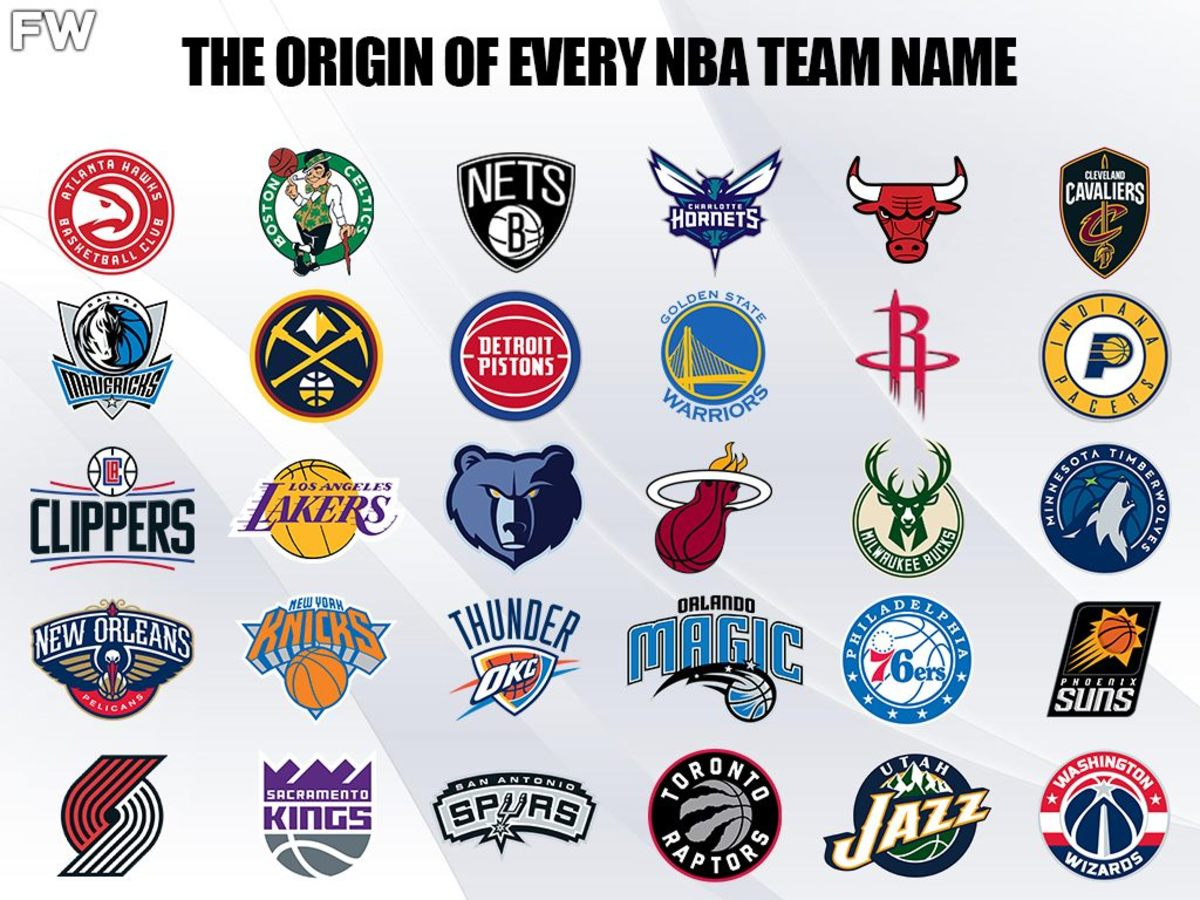 FW
THE ORIGIN OF EVERY NBA TEAM NAME
ATLANTA HAWKS
BASKETBALL CLUB
BOSTON
CELTICS
NETS
B
CHARLOTTE
HORNETS
CLEVELAND
CAVALIERS
C
DALLAS
MAVERICKS
DETROIT
PISTONS
GOLDEN STATE
WARRIORS
R
INDIANA
P
PACERS
LA
CLIPPERS
LOS ANGELES
LAKERS
MILWAUKEE BUCKS
MINNESOTA TIMBERWOLVES
NEW ORLEANS
PELICANS
NEW YORK
KNICKS
THUNDER
OKC
ORLANDO
MAGIC
PHILADELPHIA
76ers
PHOENIX
SUNS
SACRAMENTO
KINGS
SAN ANTONIO
SPURS
TORONTO
RAPTORS
UTAH
JAZZ
WASHINGTON
WIZARDS